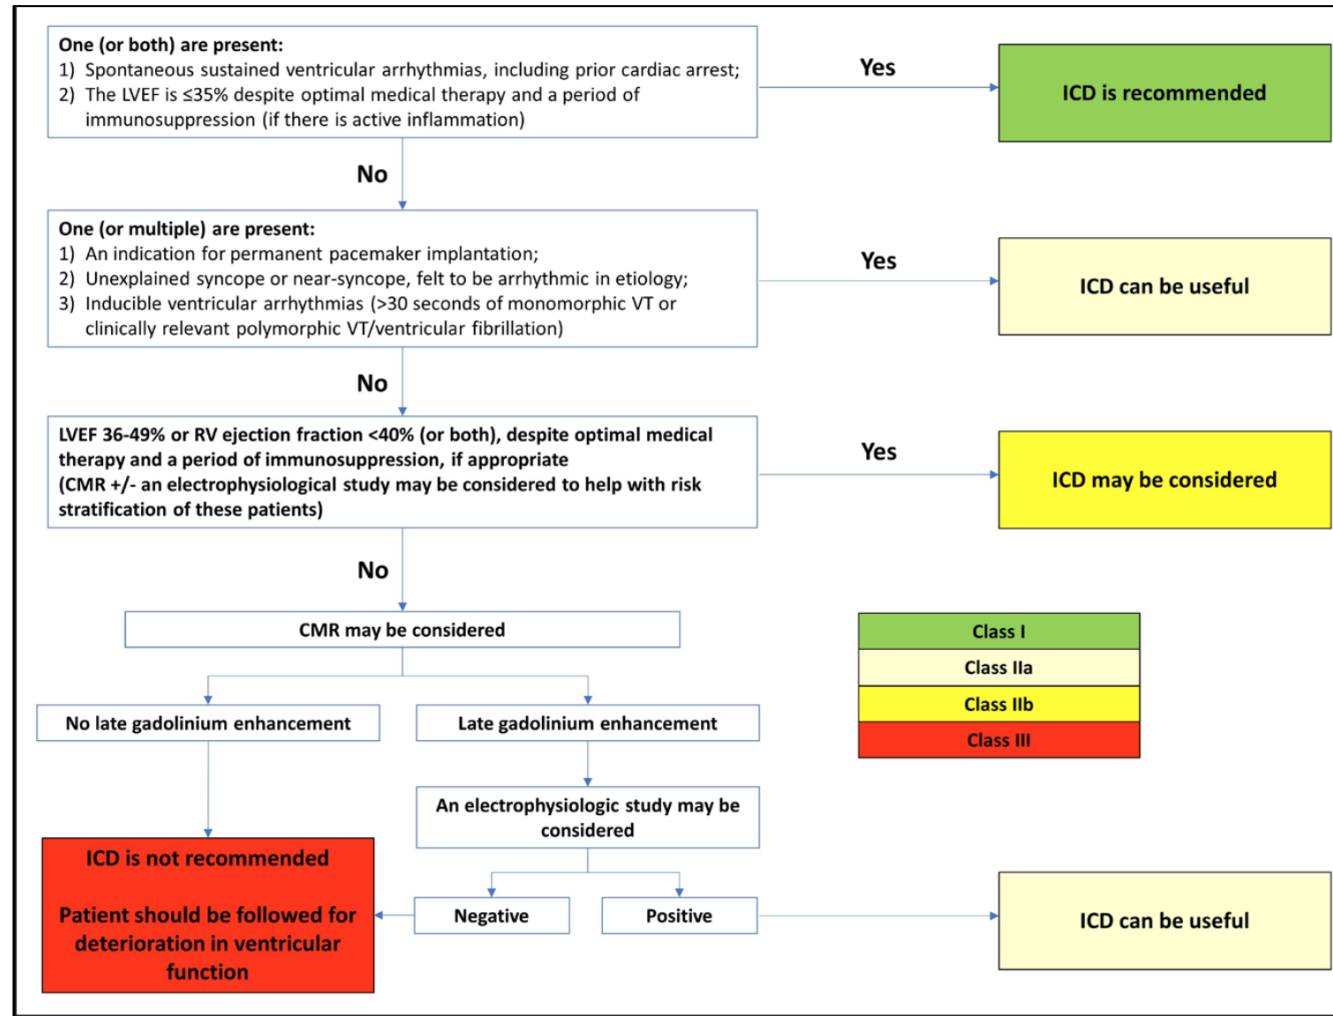 One (or both) are present:
1) Spontaneous sustained ventricular arrhythmias, including prior cardiac arrest;
2) The LVEF is ≤35% despite optimal medical therapy and a period of
immunosuppression (if there is active inflammation)
Yes
ICD is recommended
No
One (or multiple) are present:
1) An indication for permanent pacemaker implantation;
2) Unexplained syncope or near-syncope, felt to be arrhythmic in etiology;
3) Inducible ventricular arrhythmias (>30 seconds of monomorphic VT or
clinically relevant polymorphic VT/ventricular fibrillation)
Yes
ICD can be useful
No
LVEF 36-49% or RV ejection fraction <40% (or both), despite optimal medical
therapy and a period of immunosuppression, if appropriate
(CMR +/- an electrophysiological study may be considered to help with risk
stratification of these patients)
Yes
ICD may be considered
No
CMR may be considered
Class I
Class IIa
Class IIb
Class III
No late gadolinium enhancement
Late gadolinium enhancement
An electrophysiologic study may be
considered
ICD is not recommended
Patient should be followed for
deterioration in ventricular
function
Negative
Positive
ICD can be useful